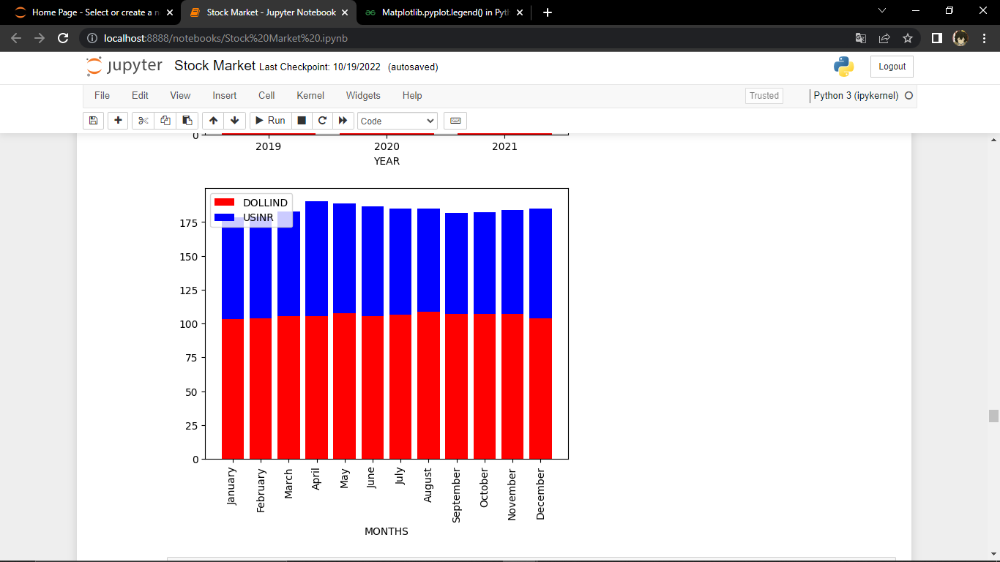 Home Page - Select or create a n
Stock Market - Jupyter Notebook
Matplotlib.pyplot.legend() in Pyth
localhost:8888/notebooks/Stock%20Market%20.ipynb
jupyter Stock Market Last Checkpoint: 10/19/2022 (autosaved)
Logout
File Edit View Insert Cell Kernel Widgets Help
Trusted
Python 3 (ipykernel)
Run
Code
0
2019 2020 2021
YEAR
DOLLIND
USINR
175
150
125
100
75
50
25
0
January February March April May June July August September October November December
MONTHS